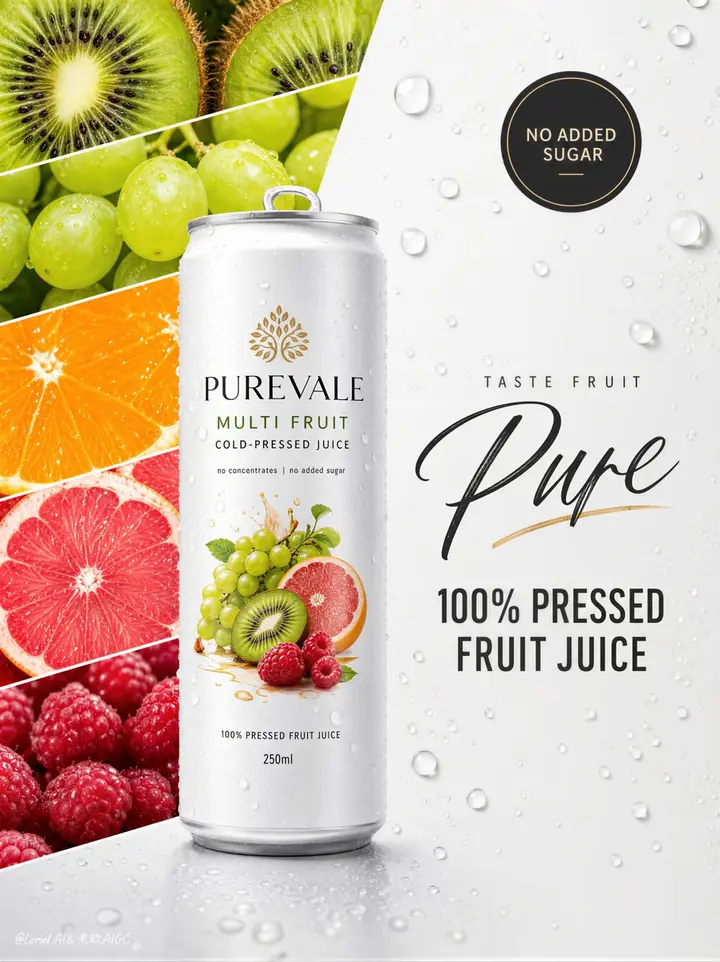 NO ADDED
SUGAR
TASTE FRUIT
Pure
100% PRESSED
FRUIT JUICE
PUREVALE
MULTI FRUIT
COLD-PRESSED JUICE
no concentrates | no added sugar
100% PRESSED FRUIT JUICE
250ml